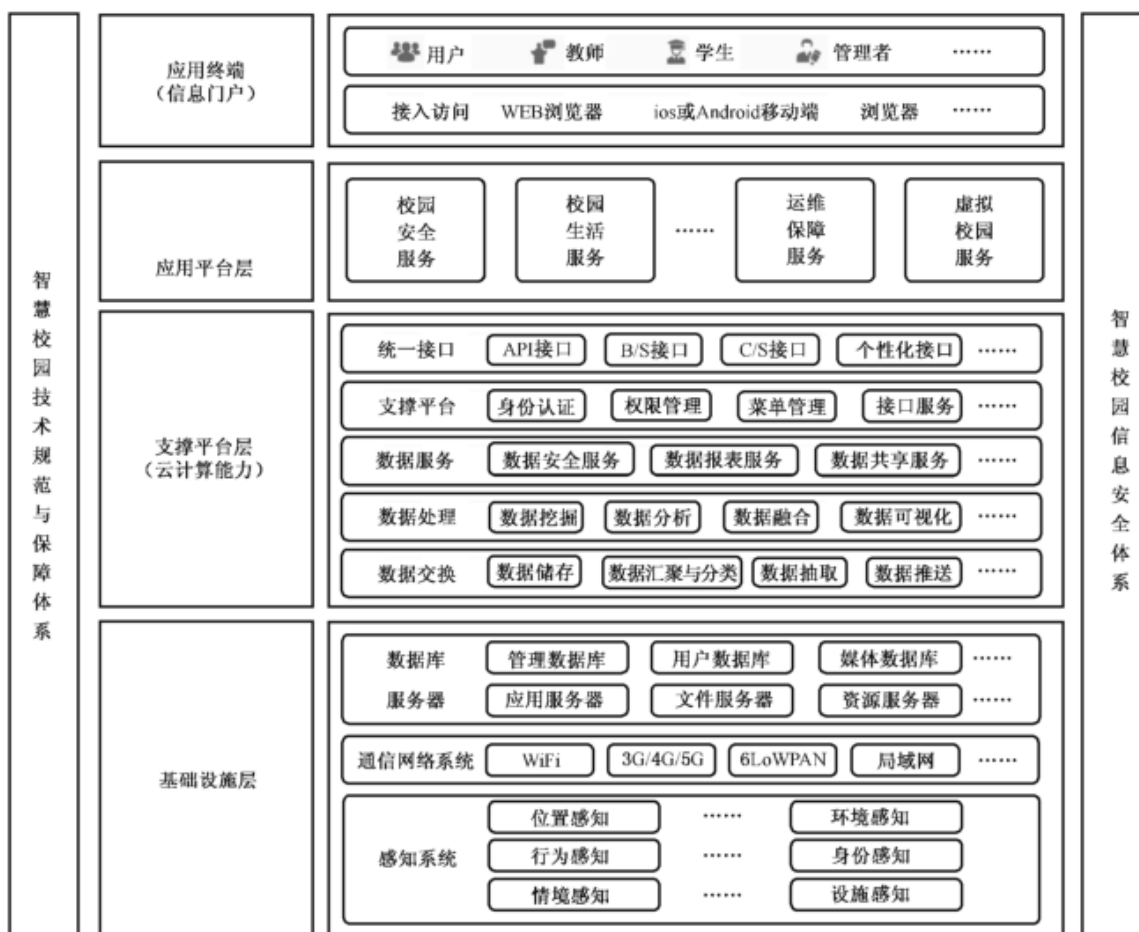 智慧校园技术规范与保障体系
应用终端
（信息门户）
用户 教师 学生 管理者 ……
接入访问 WEB浏览器 ios或Android移动端 浏览器 ……
应用平台层
校园
安全
服务
校园
生活
服务
……
运维
保障
服务
虚拟
校园
服务
支撑平台层
（云计算能力）
统一接口 API接口 B/S接口 C/S接口 个性化接口 ……
支撑平台 身份认证 权限管理 菜单管理 接口服务 ……
数据服务 数据安全服务 数据报表服务 数据共享服务 ……
数据处理 数据挖掘 数据分析 数据融合 数据可视化 ……
数据交换 数据储存 数据汇聚与分类 数据抽取 数据推送 ……
基础设施层
数据库 管理数据库 用户数据库 媒体数据库 ……
服务器 应用服务器 文件服务器 资源服务器 ……
通信网络系统 WiFi 3G/4G/5G 6LoWPAN 局域网 ……
感知系统
位置感知 …… 环境感知
行为感知 …… 身份感知
情境感知 …… 设施感知
智慧校园信息安全体系